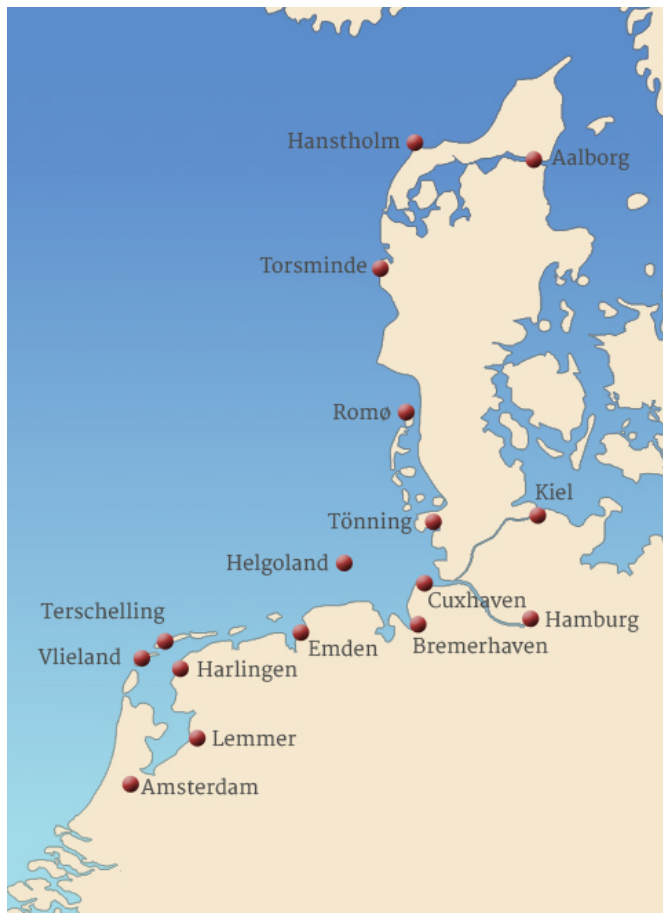 Hanstholm
Aalborg
Torsminde
Romø
Kiel
Tönning
Helgoland
Cuxhaven
Terschelling
Hamburg
Emden
Bremerhaven
Vlieland
Harlingen
Lemmer
Amsterdam